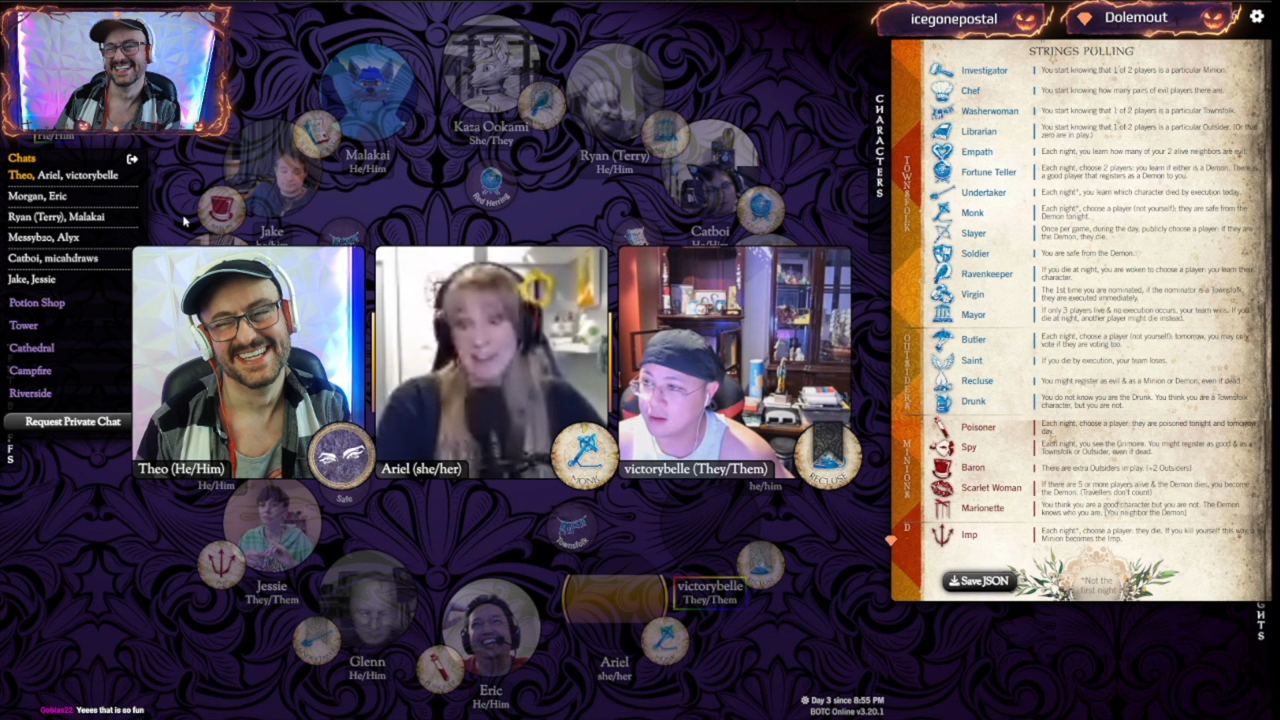 icegonepostal
Dolemout
He/Him
Chats
Theo, Ariel, victorybelle
Morgan, Eric
Ryan (Terry), Malakai
Messyb20, Alyx
Catboi, micahdraws
Jake, Jessie
Potion Shop
Tower
Cathedral
Campfire
Riverside
Request Private Chat
F
S
Malakai
He/Him
Kaza Ookami
She/They
Ryan (Terry)
He/Him
Red Herring
Jake
he/him
Catboi
He/Him
Theo (He/Him)
Ariel (she/her)
MONK
victorybelle (They/Them)
RECLUSE
He/Him
Safe
he/him
Townsfolk
Jessie
They/Them
Glenn
He/Him
Eric
He/Him
Ariel
she/her
victorybelle
They/Them
Day 3 since 8:55 PM
BOTC Online v3.20.1
Goblas22 Yeees that is so fun
CHARACTERS
STRINGS PULLING
TOWNSFOLK
Investigator You start knowing that 1 of 2 players is a particular Minion.
Chef You start knowing how many pairs of evil players there are.
Washerwoman You start knowing that 1 of 2 players is a particular Townsfolk.
Librarian You start knowing that 1 of 2 players is a particular Outsider. (Or that
zero are in play.)
Empath Each night, you learn how many of your 2 alive neighbors are evil.
Fortune Teller Each night, choose 2 players: you learn if either is a Demon. There is
a good player that registers as a Demon to you.
Undertaker Each night*, you learn which character died by execution today.
Monk Each night*, choose a player (not yourself): they are safe from the
Demon tonight.
Slayer Once per game, during the day, publicly choose a player: if they are
the Demon, they die.
Soldier You are safe from the Demon.
Ravenkeeper If you die at night, you are woken to choose a player: you learn their
character.
Virgin The 1st time you are nominated, if the nominator is a Townsfolk,
they are executed immediately.
Mayor If only 3 players live & no execution occurs, your team wins. If you
die at night, another player might die instead.
OUTSIDERS
Butler Each night, choose a player (not yourself): tomorrow, you may only
vote if they are voting too.
Saint If you die by execution, your team loses.
Recluse You might register as evil & as a Minion or Demon, even if dead.
Drunk You do not know you are the Drunk. You think you are a Townsfolk
character, but you are not.
MINIONS
Poisoner Each night, choose a player: they are poisoned tonight and tomorrow
day.
Spy Each night, you see the Grimoire. You might register as good & as a
Townsfolk or Outsider, even if dead.
Baron There are extra Outsiders in play. [+2 Outsiders]
Scarlet Woman If there are 5 or more players alive & the Demon dies, you become
the Demon. (Travellers don't count)
Marionette You think you are a good character but you are not. The Demon
knows who you are. [You neighbor the Demon]
D
Imp Each night*, choose a player: they die. If you kill yourself this way, a
Minion becomes the Imp.
Save JSON
*Not the
first night
GHTS